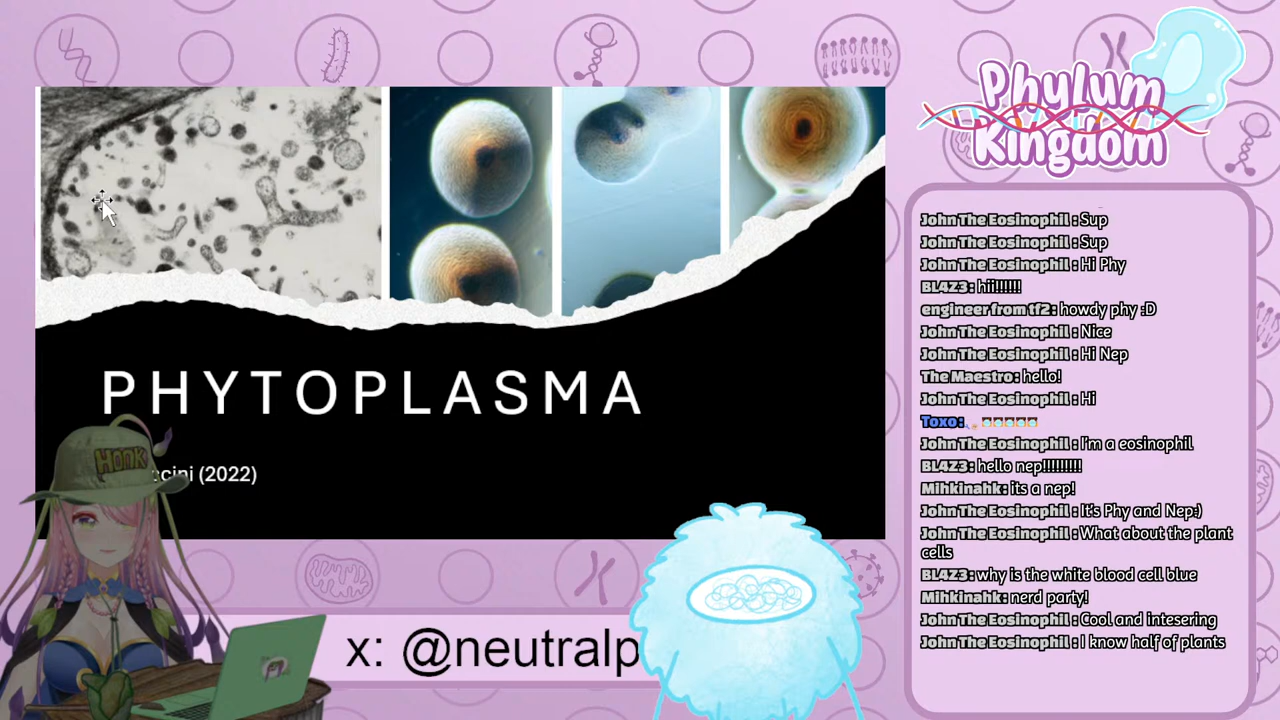 Phylum
Kingdom
PHYTOPLASMA
(2022)
HONK
x: @neutralp
John The Eosinophil : Sup
John The Eosinophil : Sup
John The Eosinophil : Hi Phy
BL4Z3 : hii!!!!!!
engineer from tf2 : howdy phy :D
John The Eosinophil : Nice
John The Eosinophil : Hi Nep
The Maestro : hello!
John The Eosinophil : Hi
Toxo :
John The Eosinophil : I'm a eosinophil
BL4Z3 : hello nep!!!!!!!!!
Mihkinahk : its a nep!
John The Eosinophil : It's Phy and Nep:)
John The Eosinophil : What about the plant
cells
BL4Z3 : why is the white blood cell blue
Mihkinahk : nerd party!
John The Eosinophil : Cool and intesering
John The Eosinophil : I know half of plants